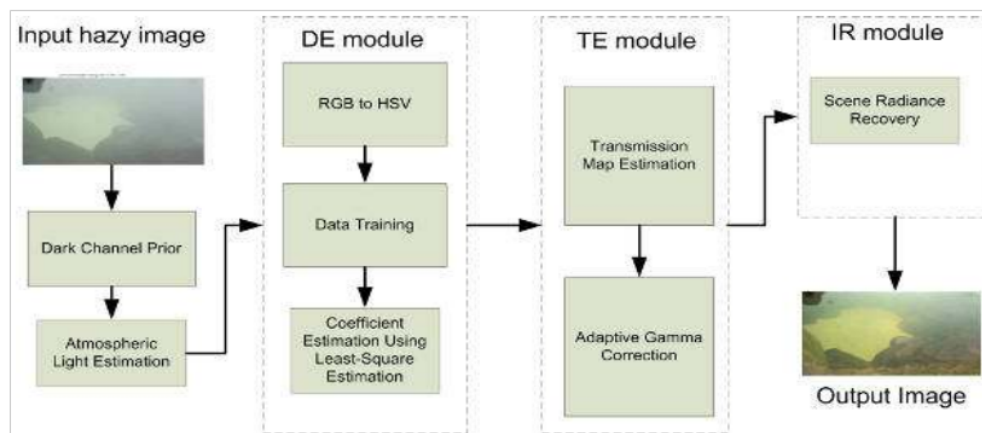 Input hazy image
Dark Channel Prior
Atmospheric
Light Estimation
DE module
RGB to HSV
Data Training
Coefficient
Estimation Using
Least-Square
Estimation
TE module
Transmission
Map Estimation
Adaptive Gamma
Correction
IR module
Scene Radiance
Recovery
Output Image